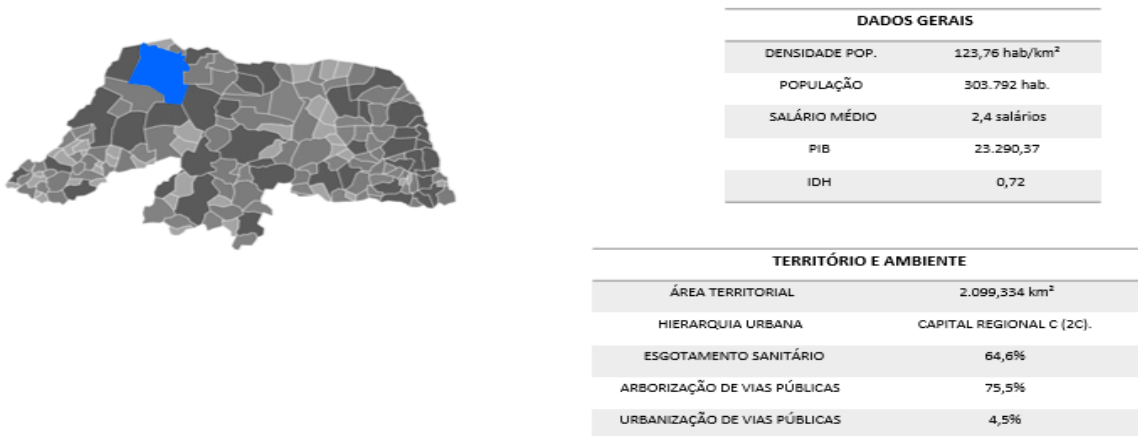 DADOS GERAIS
DENSIDADE POP. 123,76 hab/km²
POPULAÇÃO 303.792 hab.
SALÁRIO MÉDIO 2,4 salários
PIB 23.290,37
IDH 0,72
TERRITÓRIO E AMBIENTE
ÁREA TERRITORIAL 2.099,334 km²
HIERARQUIA URBANA CAPITAL REGIONAL C (2C).
ESGOTAMENTO SANITÁRIO 64,6%
ARBORIZAÇÃO DE VIAS PÚBLICAS 75,5%
URBANIZAÇÃO DE VIAS PÚBLICAS 4,5%